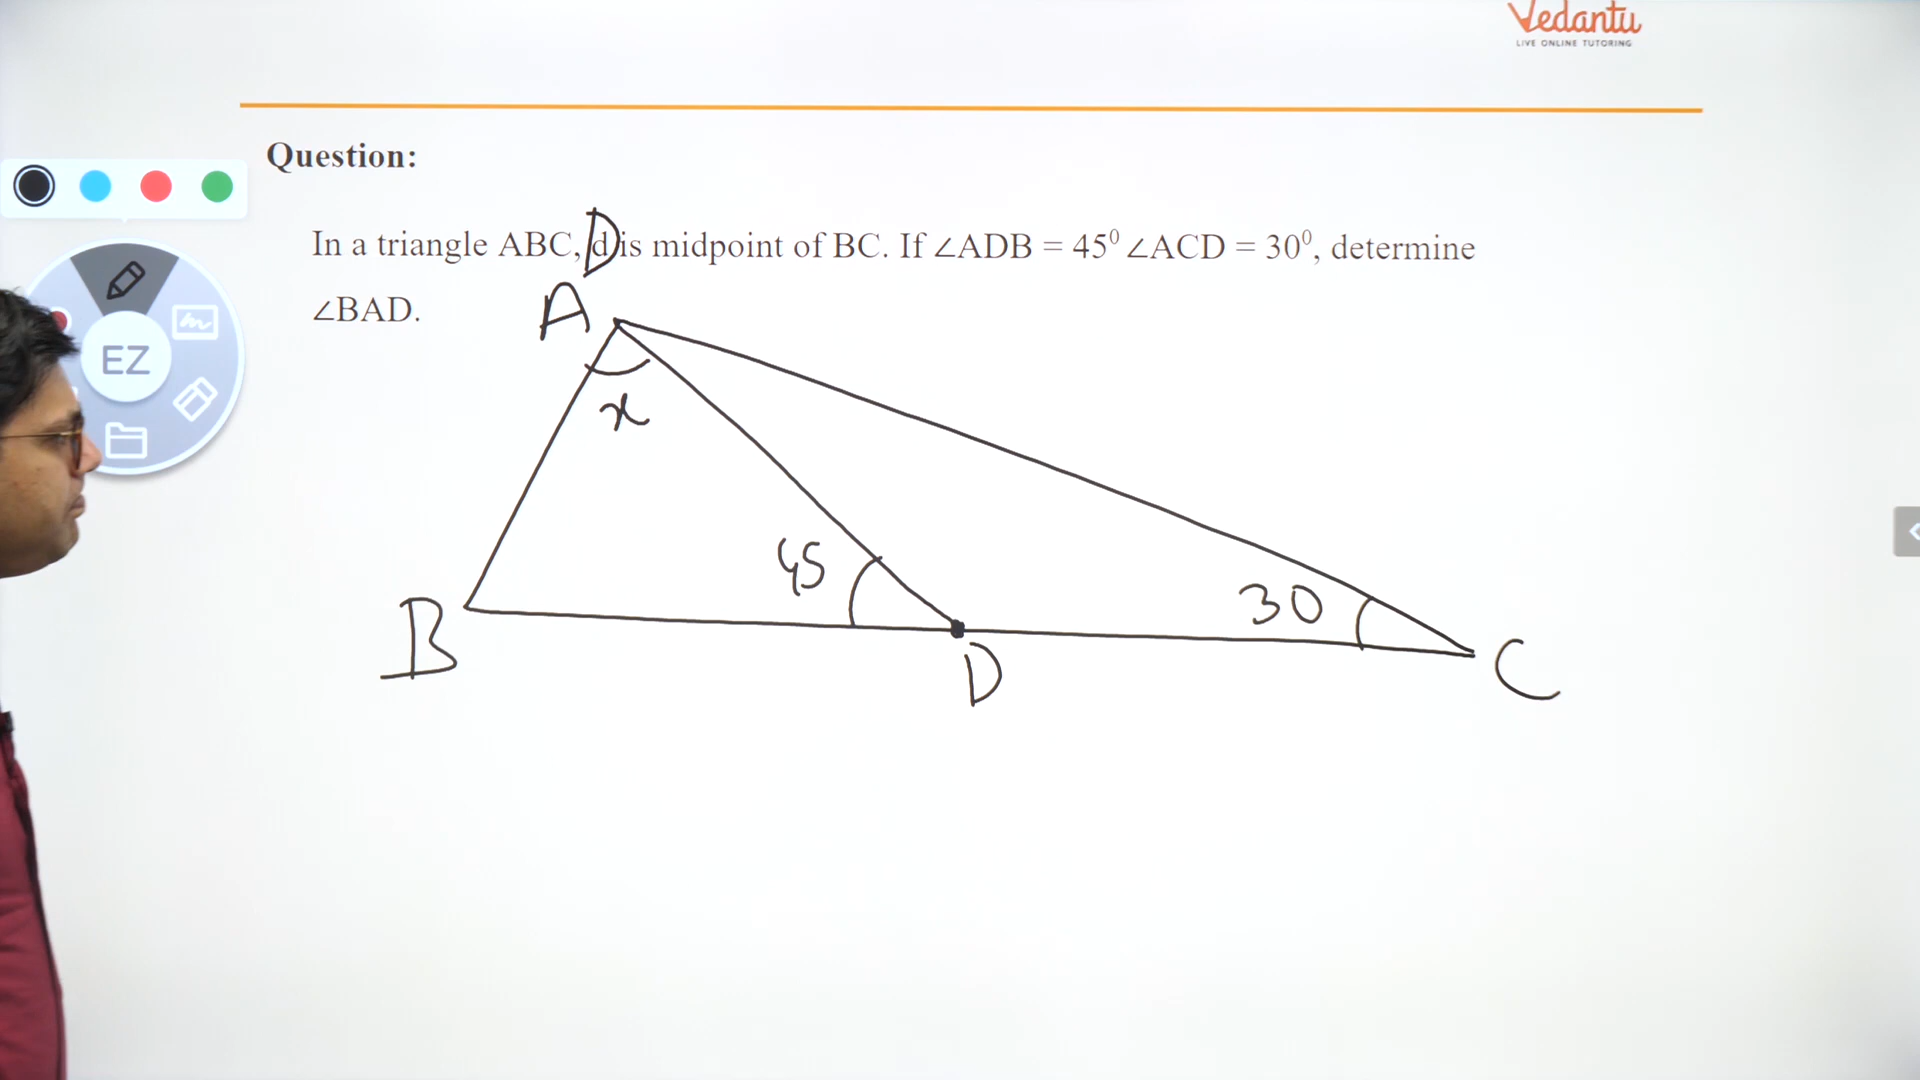 Vedantu
LIVE ONLINE TUTORING
Question:
In a triangle ABC, D is midpoint of BC. If ∠ADB = 45⁰ ∠ACD = 30⁰, determine
∠BAD.
EZ
A
x
45
30
B
D
C